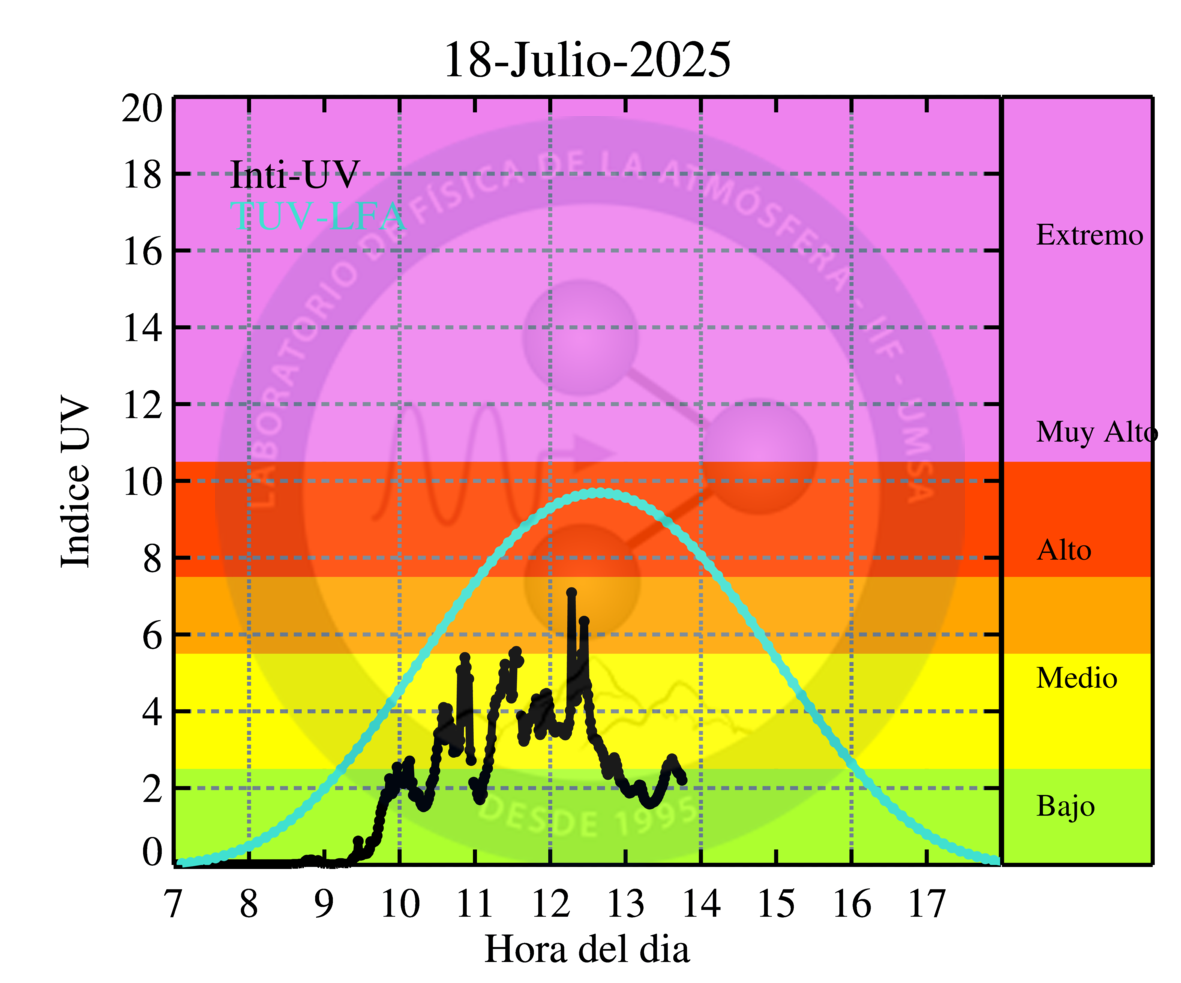 18-Julio-2025
Inti-UV
TUV-LFA
LABORATORIO DE FÍSICA DE LA ATMÓSFERA - IIF - UMSA
DESDE 1995
Indice UV
20
18
16
14
12
10
8
6
4
2
0
Extremo
Muy Alto
Alto
Medio
Bajo
7 8 9 10 11 12 13 14 15 16 17
Hora del dia